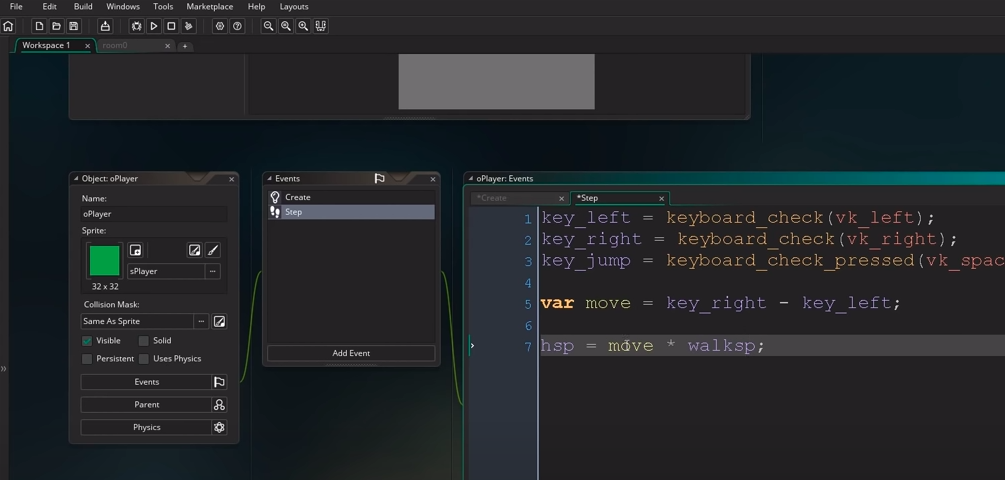 File Edit Build Windows Tools Marketplace Help Layouts
Workspace 1 room0
Object: oPlayer
Name:
oPlayer
Sprite:
sPlayer
32 x 32
Collision Mask:
Same As Sprite
Visible Solid
Persistent Uses Physics
Events
Parent
Physics
Events
Create
Step
Add Event
oPlayer: Events
*Create *Step
1 key_left = keyboard_check(vk_left);
2 key_right = keyboard_check(vk_right);
3 key_jump = keyboard_check_pressed(vk_spac
4
5 var move = key_right - key_left;
6
7 hsp = move * walksp;